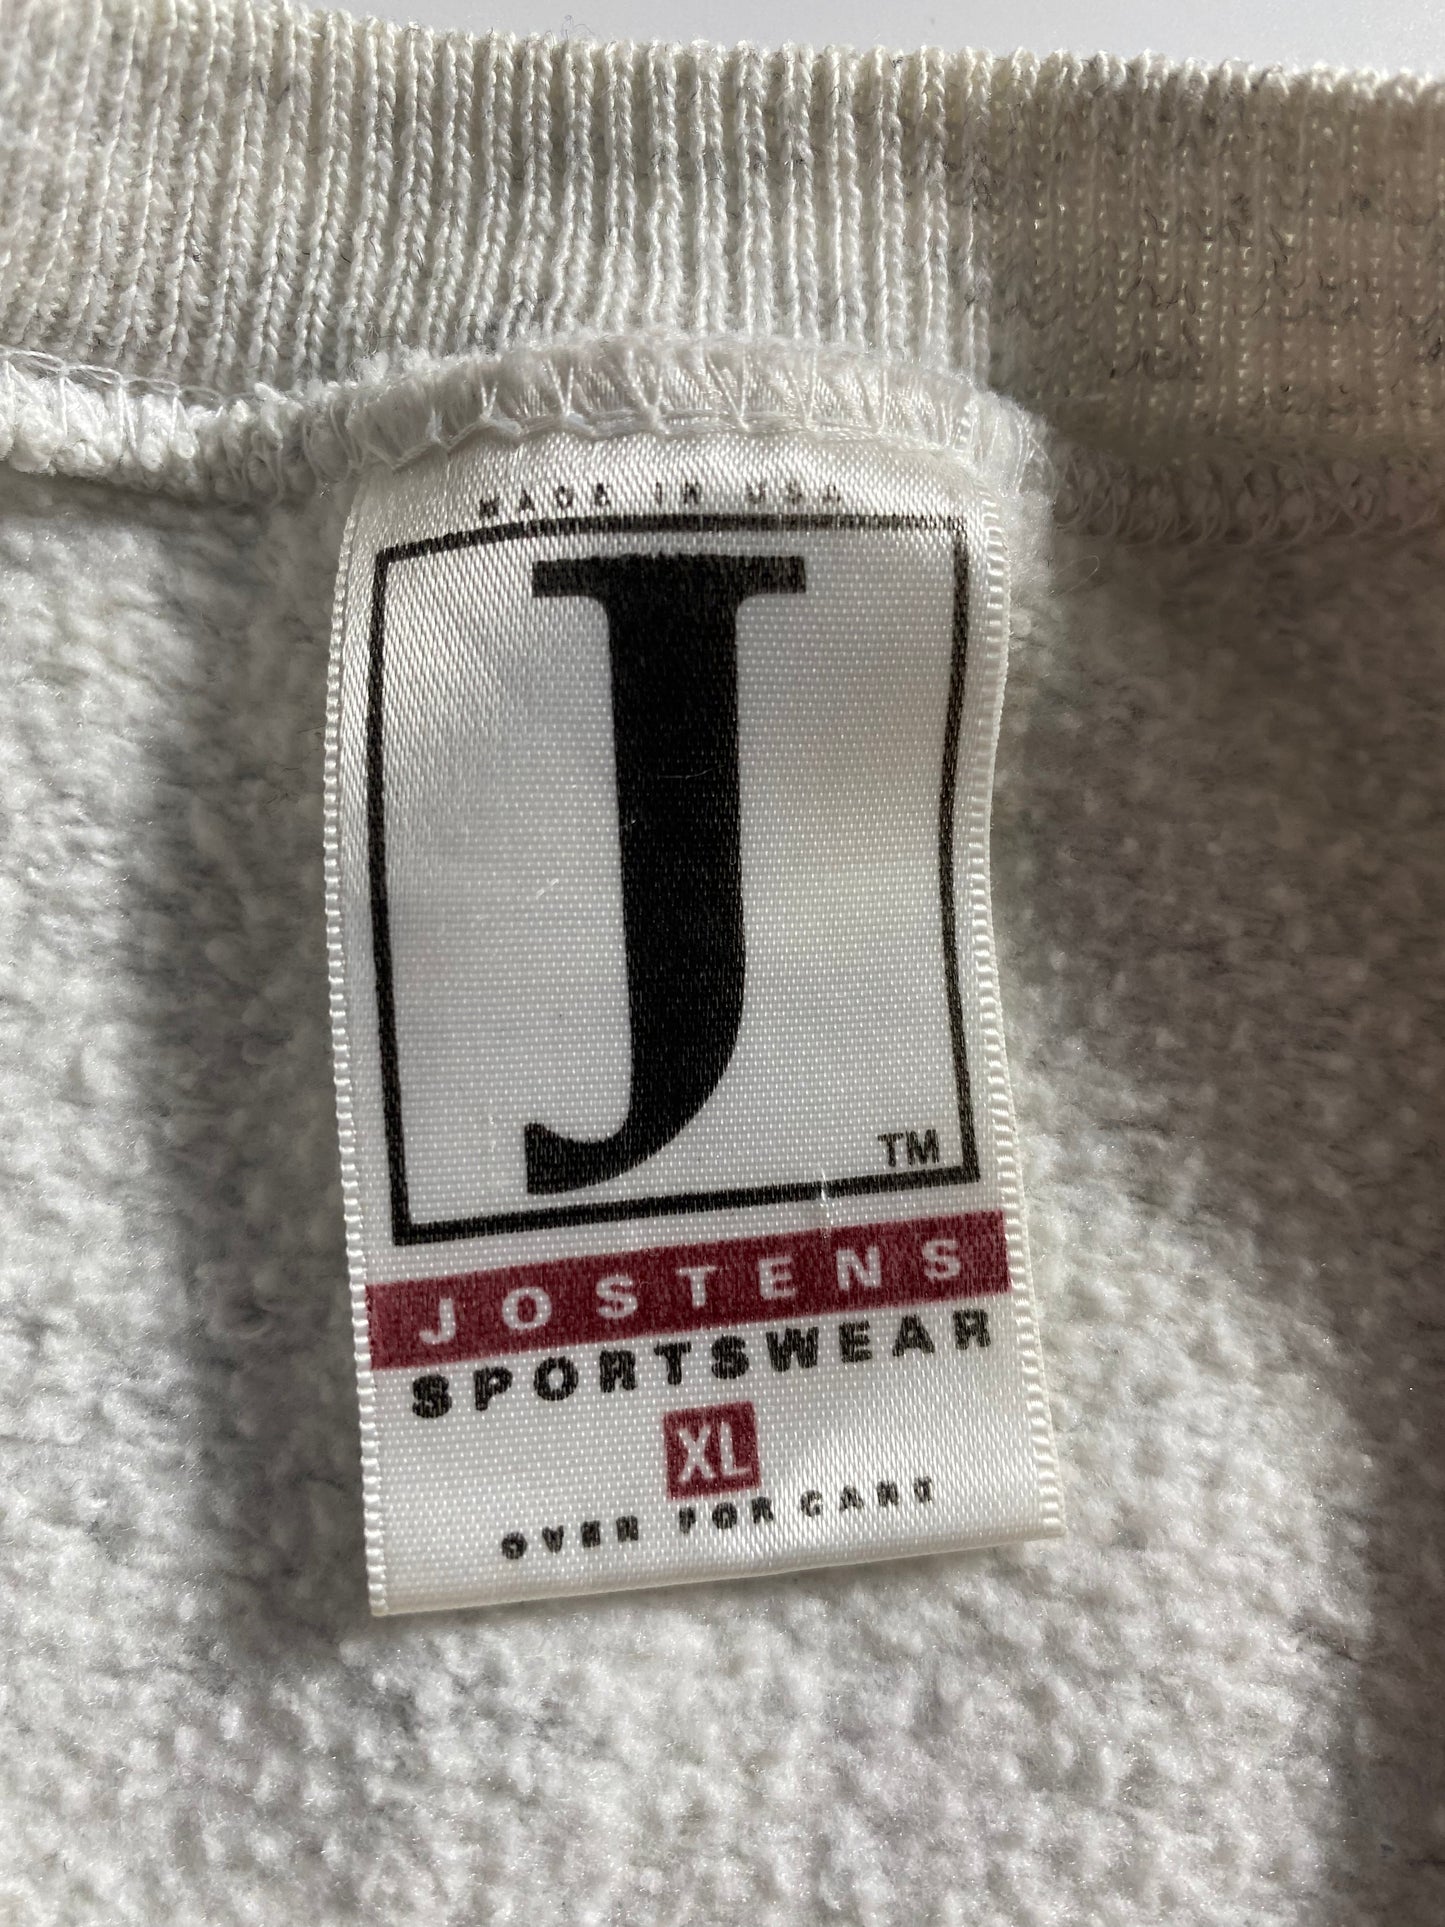 MADE IN USA
J
TM
JOSTENS
SPORTSWEAR
XL
OVER FOR CARE